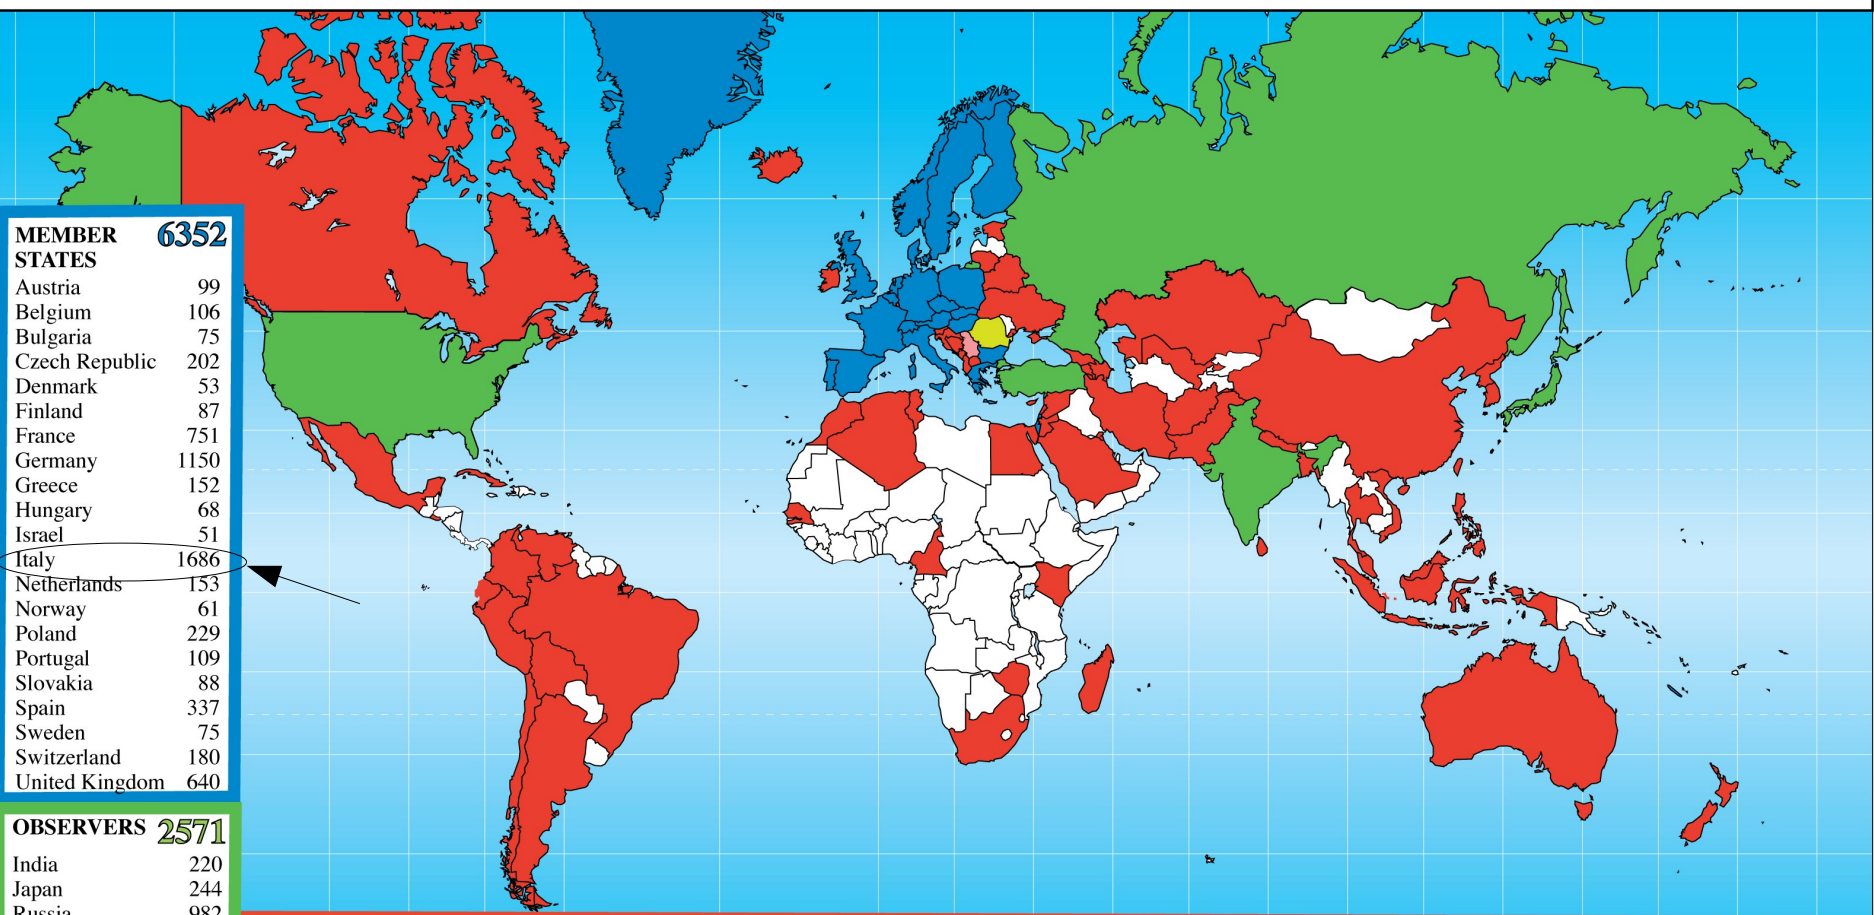 MEMBER 6352
STATES
Austria 99
Belgium 106
Bulgaria 75
Czech Republic 202
Denmark 53
Finland 87
France 751
Germany 1150
Greece 152
Hungary 68
Israel 51
Italy 1686
Netherlands 153
Norway 61
Poland 229
Portugal 109
Slovakia 88
Spain 337
Sweden 75
Switzerland 180
United Kingdom 640
OBSERVERS 2571
India 220
Japan 244
Russia 982